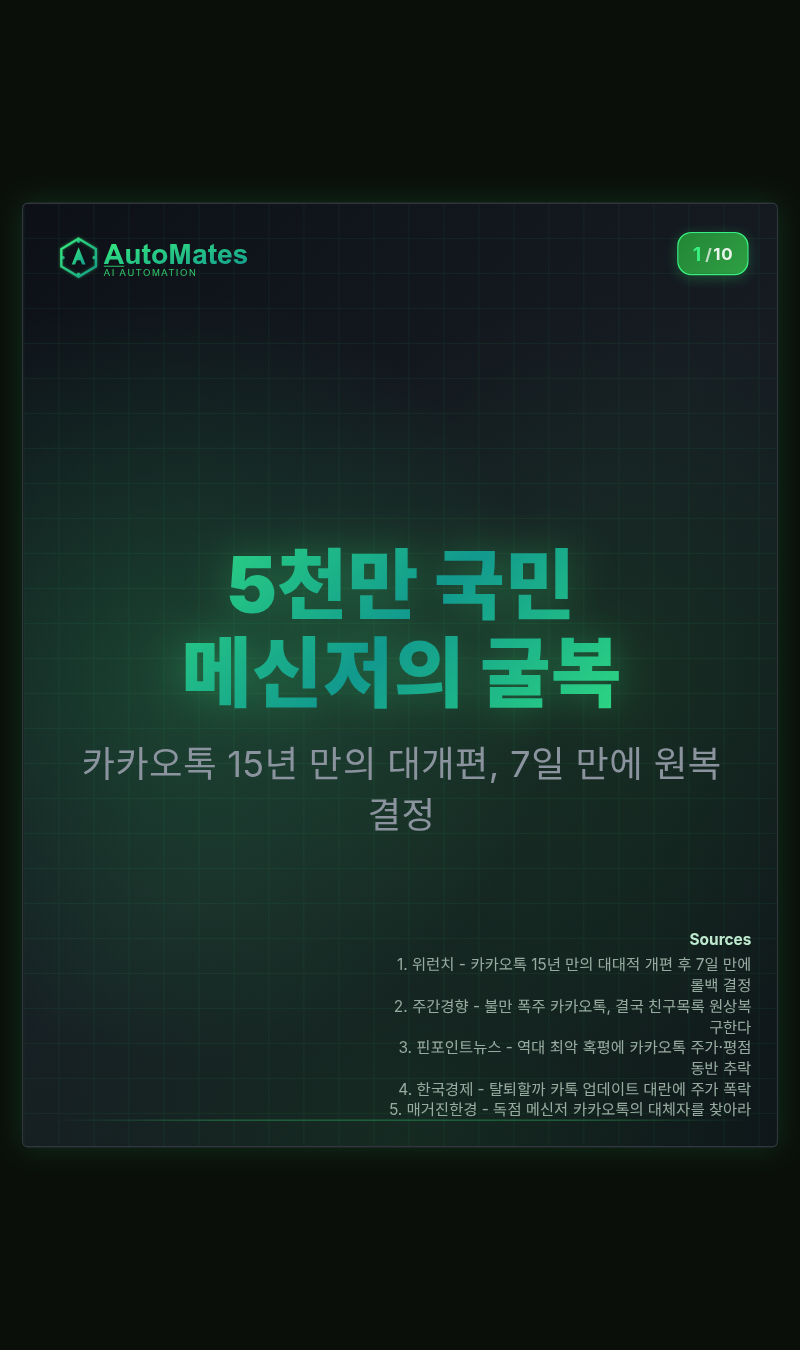 AutoMates
AI AUTOMATION
1/10
5천만 국민
메신저의 굴복
카카오톡 15년 만의 대개편, 7일 만에 원복
결정
Sources
1. 위런치 - 카카오톡 15년 만의 대대적 개편 후 7일 만에
롤백 결정
2. 주간경향 - 불만 폭주 카카오톡, 결국 친구목록 원상복
구한다
3. 핀포인트뉴스 - 역대 최악 혹평에 카카오톡 주가·평점
동반 추락
4. 한국경제 - 탈퇴할까 카톡 업데이트 대란에 주가 폭락
5. 매거진한경 - 독점 메신저 카카오톡의 대체자를 찾아라